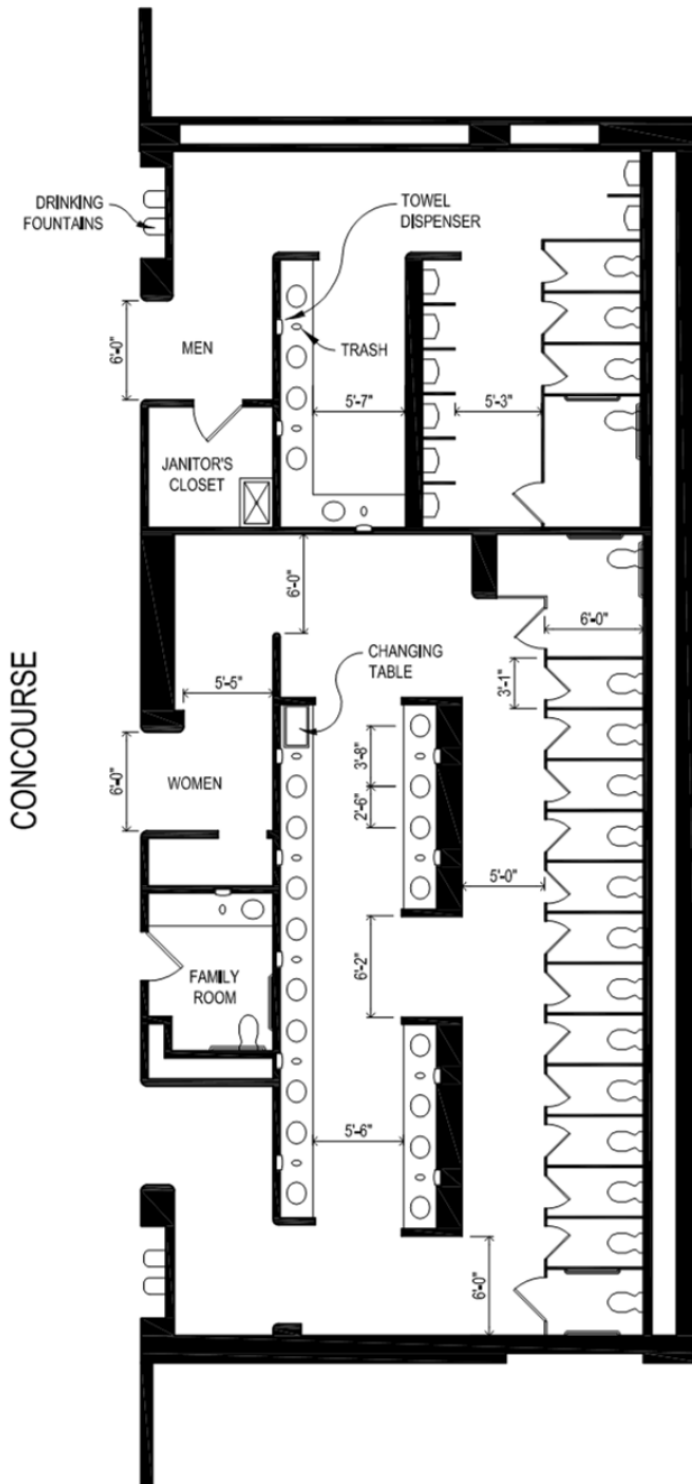 DRINKING
FOUNTAINS
TOWEL
DISPENSER
6'-0"
MEN
TRASH
5'-7"
5'-3"
JANITOR'S
CLOSET
6'-0"
6'-0"
CONCOURSE
CHANGING
TABLE
3'-1"
5'-5"
3'-8"
6'-0"
WOMEN
2'-6"
5'-0"
6'-2"
FAMILY
ROOM
5'-6"
6'-0"